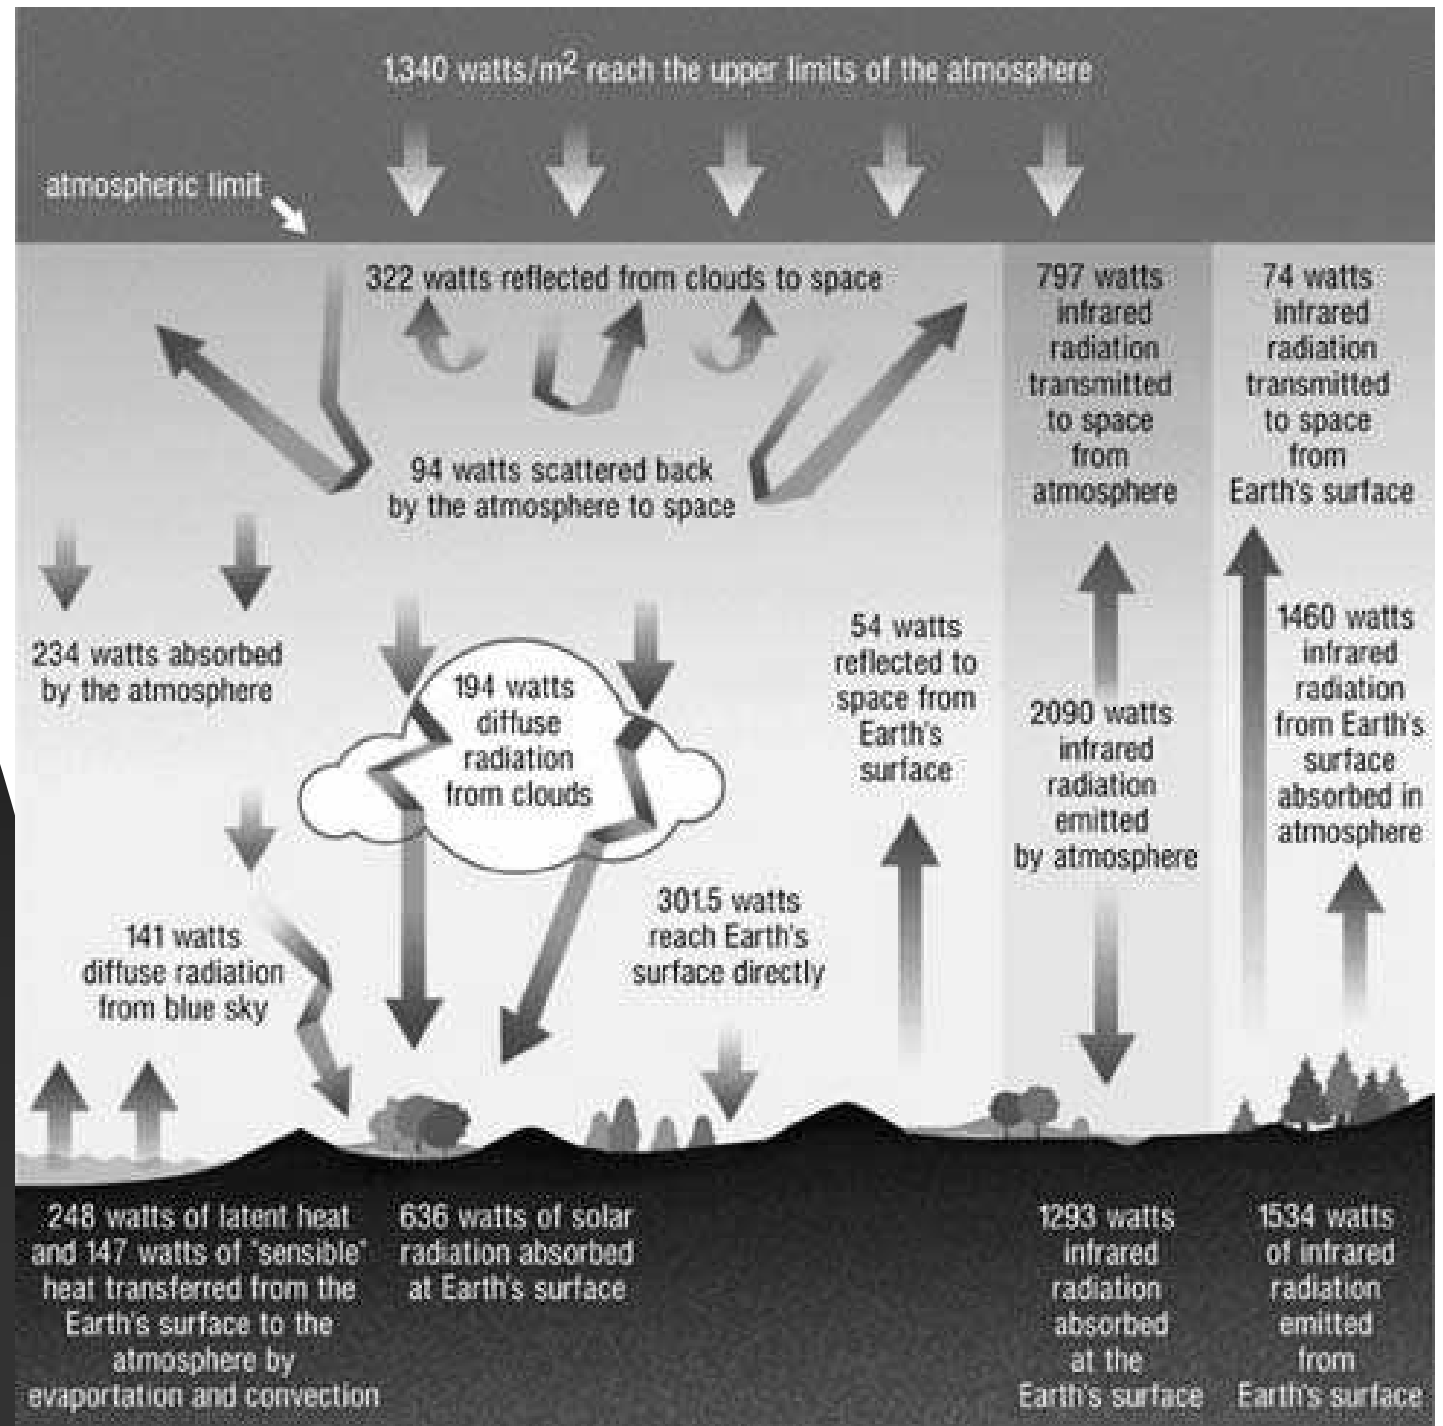 1,340 watts/m² reach the upper limits of the atmosphere
atmospheric limit
322 watts reflected from clouds to space
797 watts
infrared
radiation
transmitted
to space
from
atmosphere
74 watts
infrared
radiation
transmitted
to space
from
Earth's surface
94 watts scattered back
by the atmosphere to space
234 watts absorbed
by the atmosphere
194 watts
diffuse
radiation
from clouds
54 watts
reflected to
space from
Earth's
surface
2090 watts
infrared
radiation
emitted
by atmosphere
1460 watts
infrared
radiation
from Earth's
surface
absorbed in
atmosphere
141 watts
diffuse radiation
from blue sky
301.5 watts
reach Earth's
surface directly
248 watts of latent heat
and 147 watts of "sensible"
heat transferred from the
Earth's surface to the
atmosphere by
evaportation and convection
636 watts of solar
radiation absorbed
at Earth's surface
1293 watts
infrared
radiation
absorbed
at the
Earth's surface
1534 watts
of infrared
radiation
emitted
from
Earth's surface